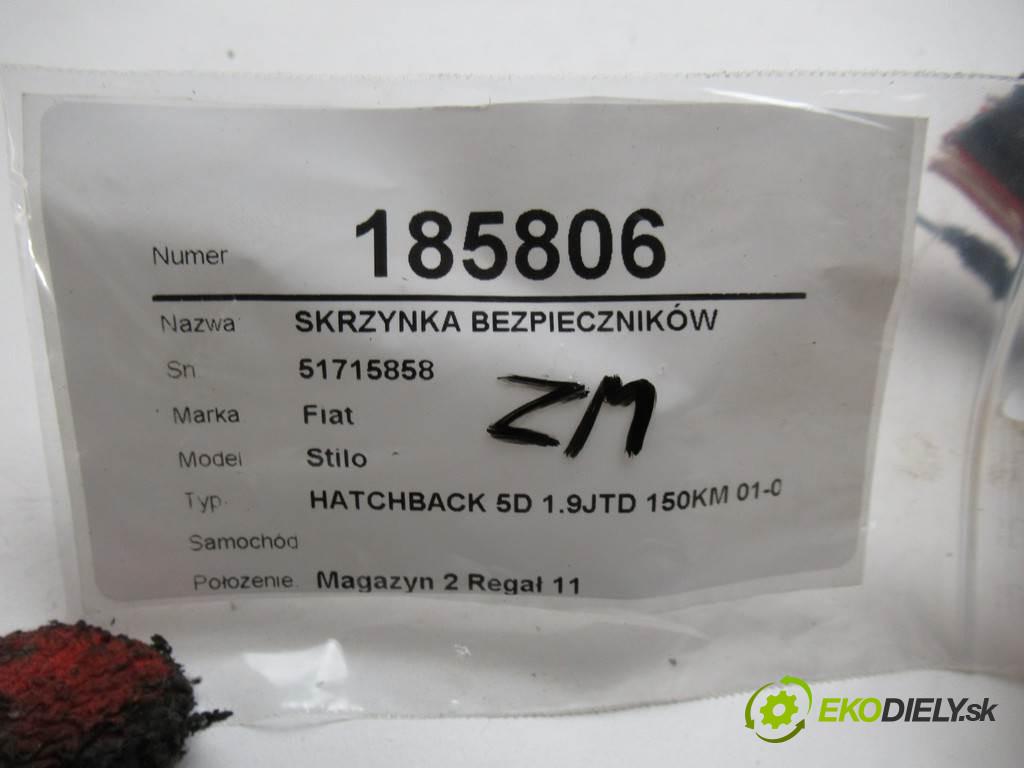 Numer 185806
Nazwa SKRZYNKA BEZPIECZNIKÓW
Sn 51715858
Marka Fiat
ZM
Model Stilo
Typ. HATCHBACK 5D 1.9JTD 150KM 01-0
Samochód
Położenie. Magazyn 2 Regał 11
EKODIELY.sk